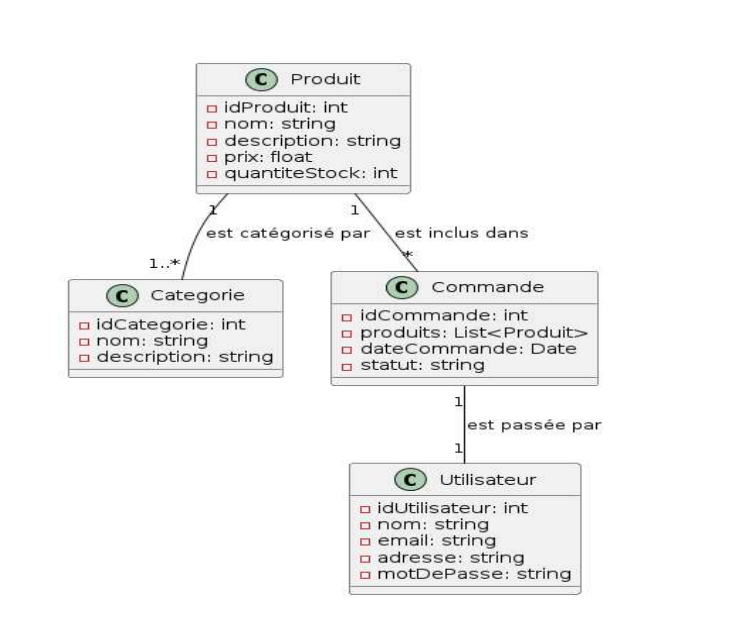 C Produit
idProduit: int
nom: string
description: string
prix: float
quantiteStock: int
1
1
est catégorisé par
est inclus dans
1..*
*
C Categorie
idCategorie: int
nom: string
description: string
C Commande
idCommande: int
produits: List<Produit>
dateCommande: Date
statut: string
1
est passée par
1
C Utilisateur
idUtilisateur: int
nom: string
email: string
adresse: string
motDePasse: string